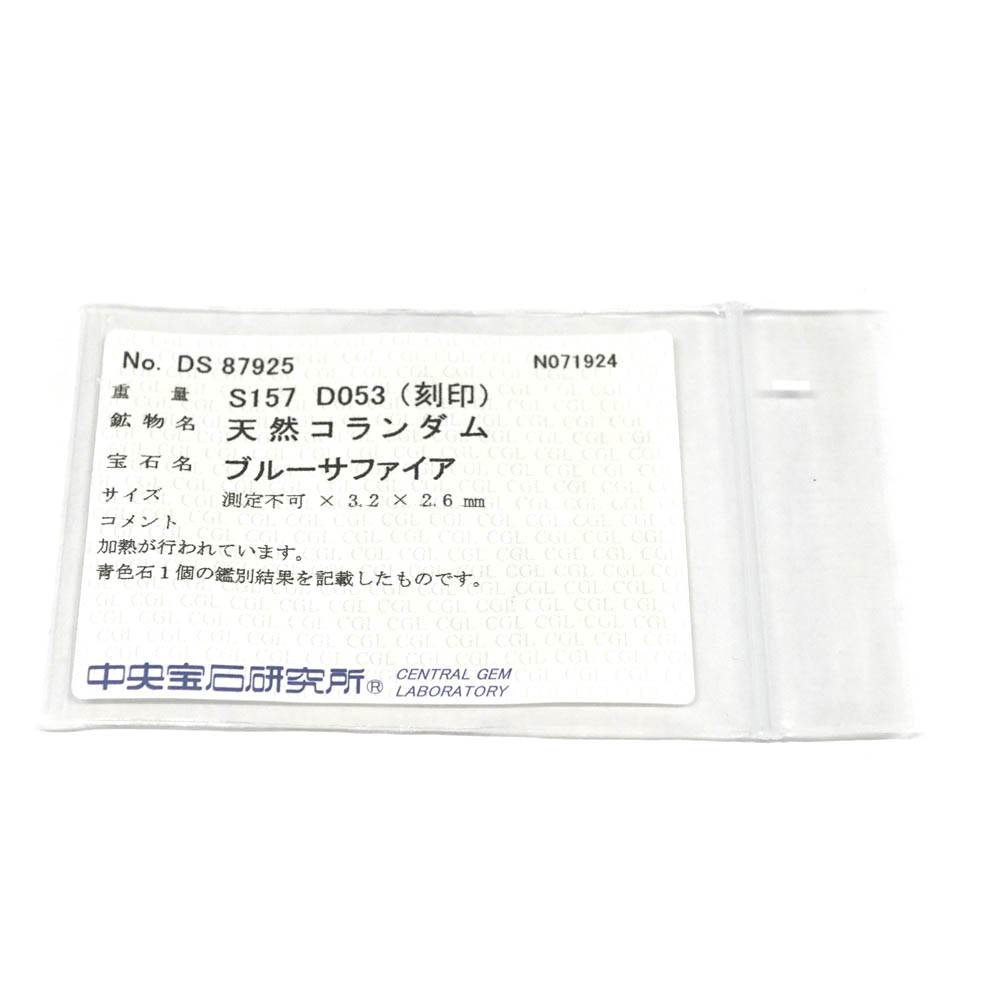 No. DS 87925 N071924
重量 S157 D053（刻印）
鉱物名 天然コランダム
宝石名 ブルーサファイア
サイズ 測定不可 × 3.2 × 2.6 ㎜
コメント
加熱が行われています。
青色石1個の鑑別結果を記載したものです。
中央宝石研究所® CENTRAL GEM
LABORATORY